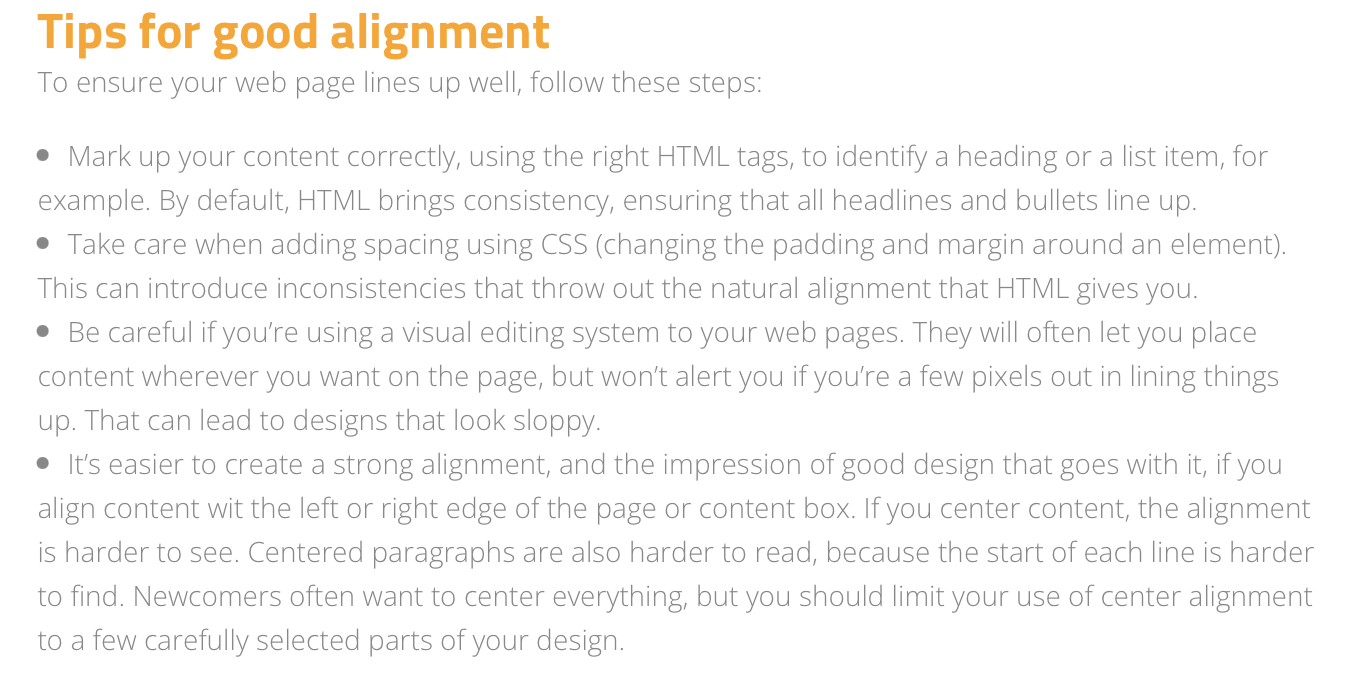 Tips for good alignment
To ensure your web page lines up well, follow these steps:
● Mark up your content correctly, using the right HTML tags, to identify a heading or a list item, for
example. By default, HTML brings consistency, ensuring that all headlines and bullets line up.
● Take care when adding spacing using CSS (changing the padding and margin around an element).
This can introduce inconsistencies that throw out the natural alignment that HTML gives you.
● Be careful if you’re using a visual editing system to your web pages. They will often let you place
content wherever you want on the page, but won’t alert you if you’re a few pixels out in lining things
up. That can lead to designs that look sloppy.
● It’s easier to create a strong alignment, and the impression of good design that goes with it, if you
align content wit the left or right edge of the page or content box. If you center content, the alignment
is harder to see. Centered paragraphs are also harder to read, because the start of each line is harder
to find. Newcomers often want to center everything, but you should limit your use of center alignment
to a few carefully selected parts of your design.